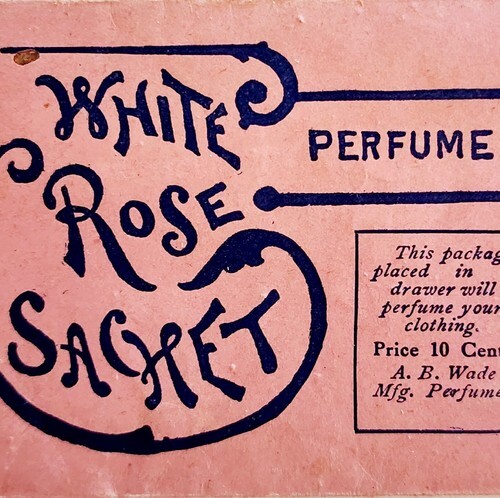 WHITE
ROSE
SACHET
PERFUME
This packag
placed in
drawer will
perfume your
clothing.
Price 10 Cent
A. B. Wade
Mfg. Perfume